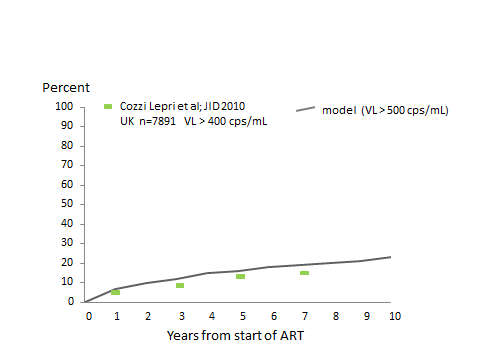 Percent
Cozzi Lepri et al; JID 2010
UK n=7891 VL > 400 cps/mL
model (VL > 500 cps/mL)
100
90
80
70
60
50
40
30
20
10
0
0 1 2 3 4 5 6 7 8 9 10
Years from start of ART